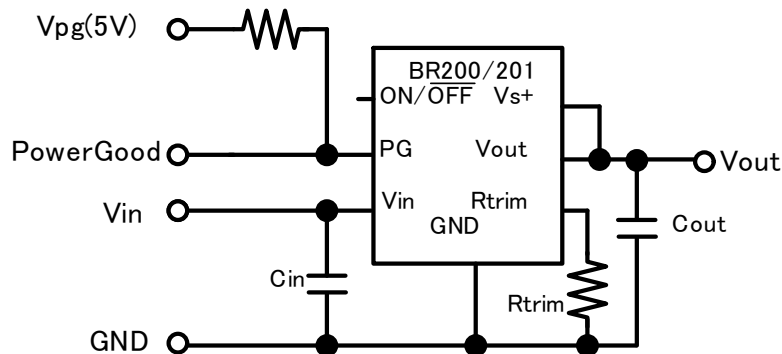 Vpg(5V)
BR200/201
ON/OFF
Vs+
PowerGood
PG
Vout
Vout
Vin
Vin
Rtrim
GND
Cout
Cin
Rtrim
GND